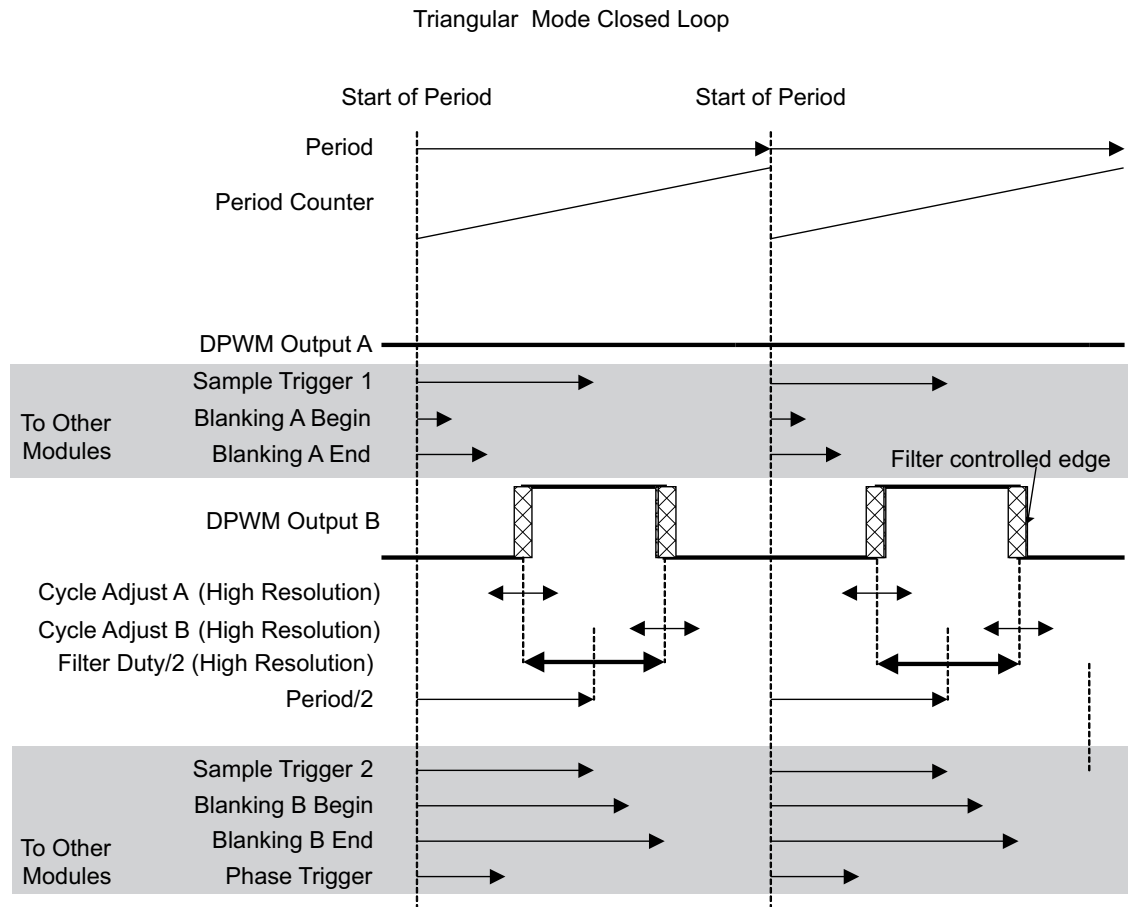 Triangular Mode Closed Loop
Start of Period
Start of Period
Period
Period Counter
DPWM Output A
Sample Trigger 1
Blanking A Begin
To Other
Modules
Blanking A End
Filter controlled edge
DPWM Output B
Cycle Adjust A (High Resolution)
Cycle Adjust B (High Resolution)
Filter Duty/2 (High Resolution)
Period/2
Sample Trigger 2
Blanking B Begin
Blanking B End
To Other
Modules
Phase Trigger